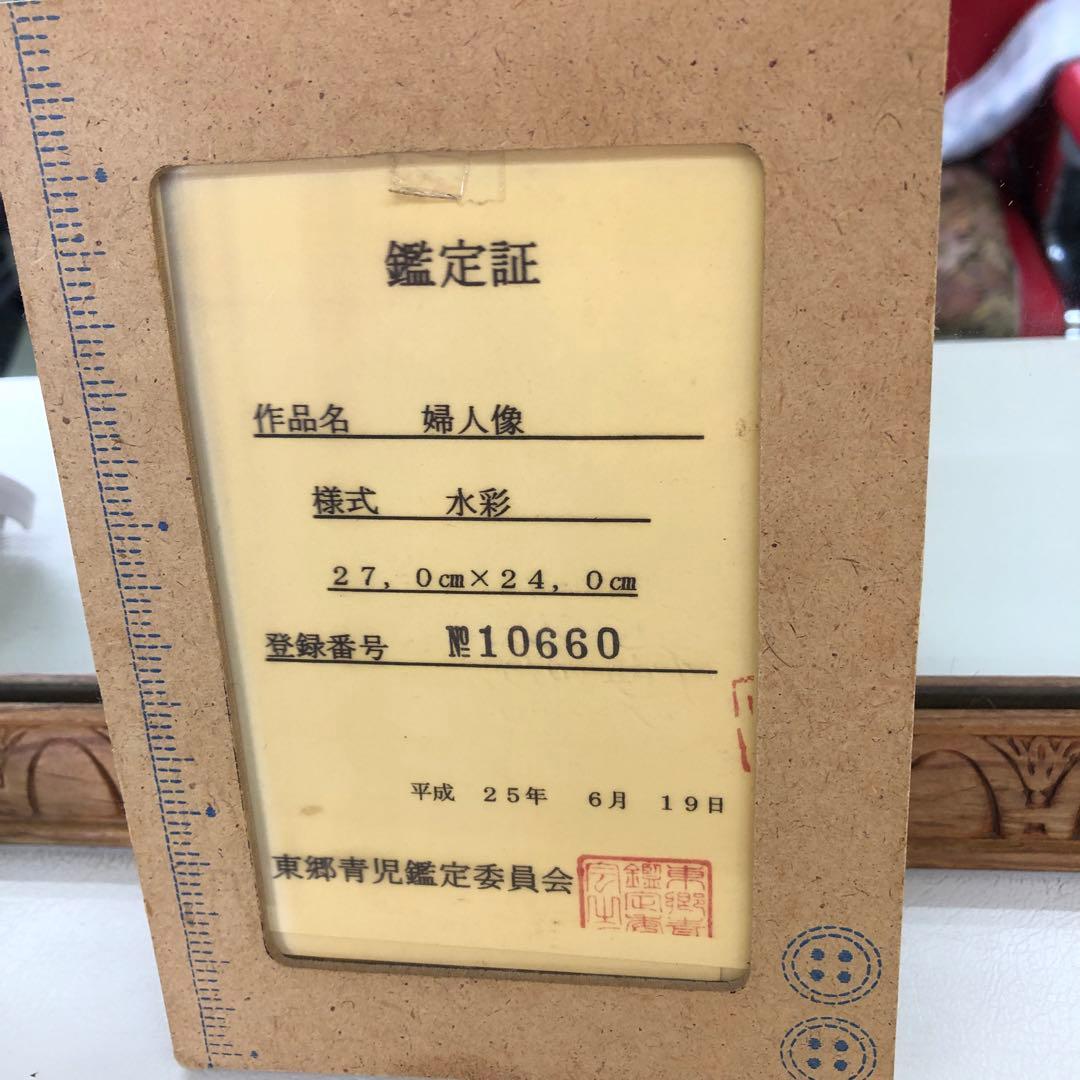 鑑定証
作品名 婦人像
様式 水彩
27,0㎝×24,0㎝
登録番号 №10660
平成 25年 6月 19日
東郷青児鑑定委員会